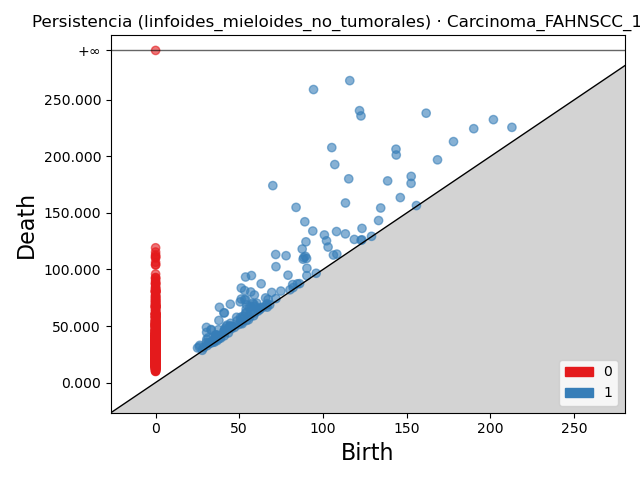 Persistencia (linfoides_mieloides_no_tumorales) · Carcinoma_FAHNSCC_1
+∞
250.000
200.000
150.000
100.000
50.000
0.000
Death
0
1
0 50 100 150 200 250
Birth